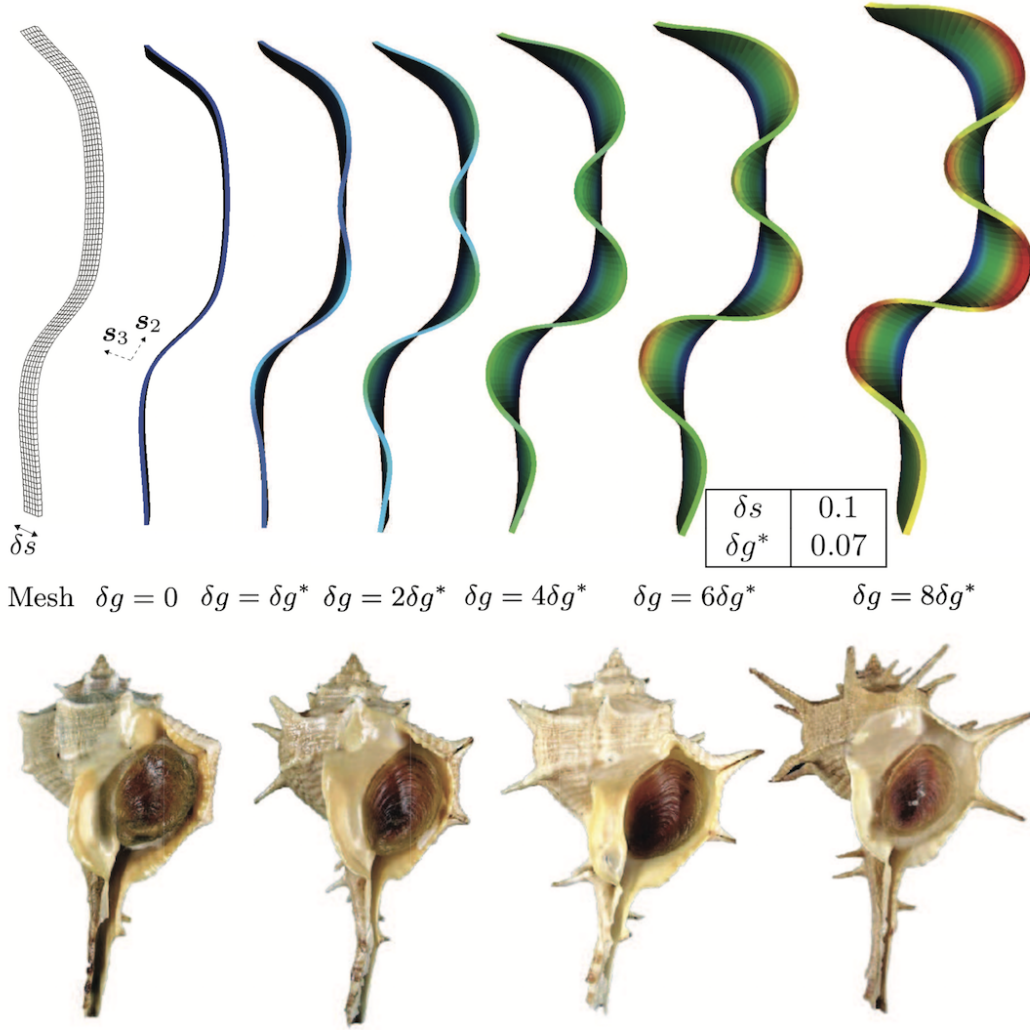 s₃ s₂
δs
δs 0.1
δg* 0.07
Mesh δg = 0 δg = δg* δg = 2δg* δg = 4δg* δg = 6δg* δg = 8δg*